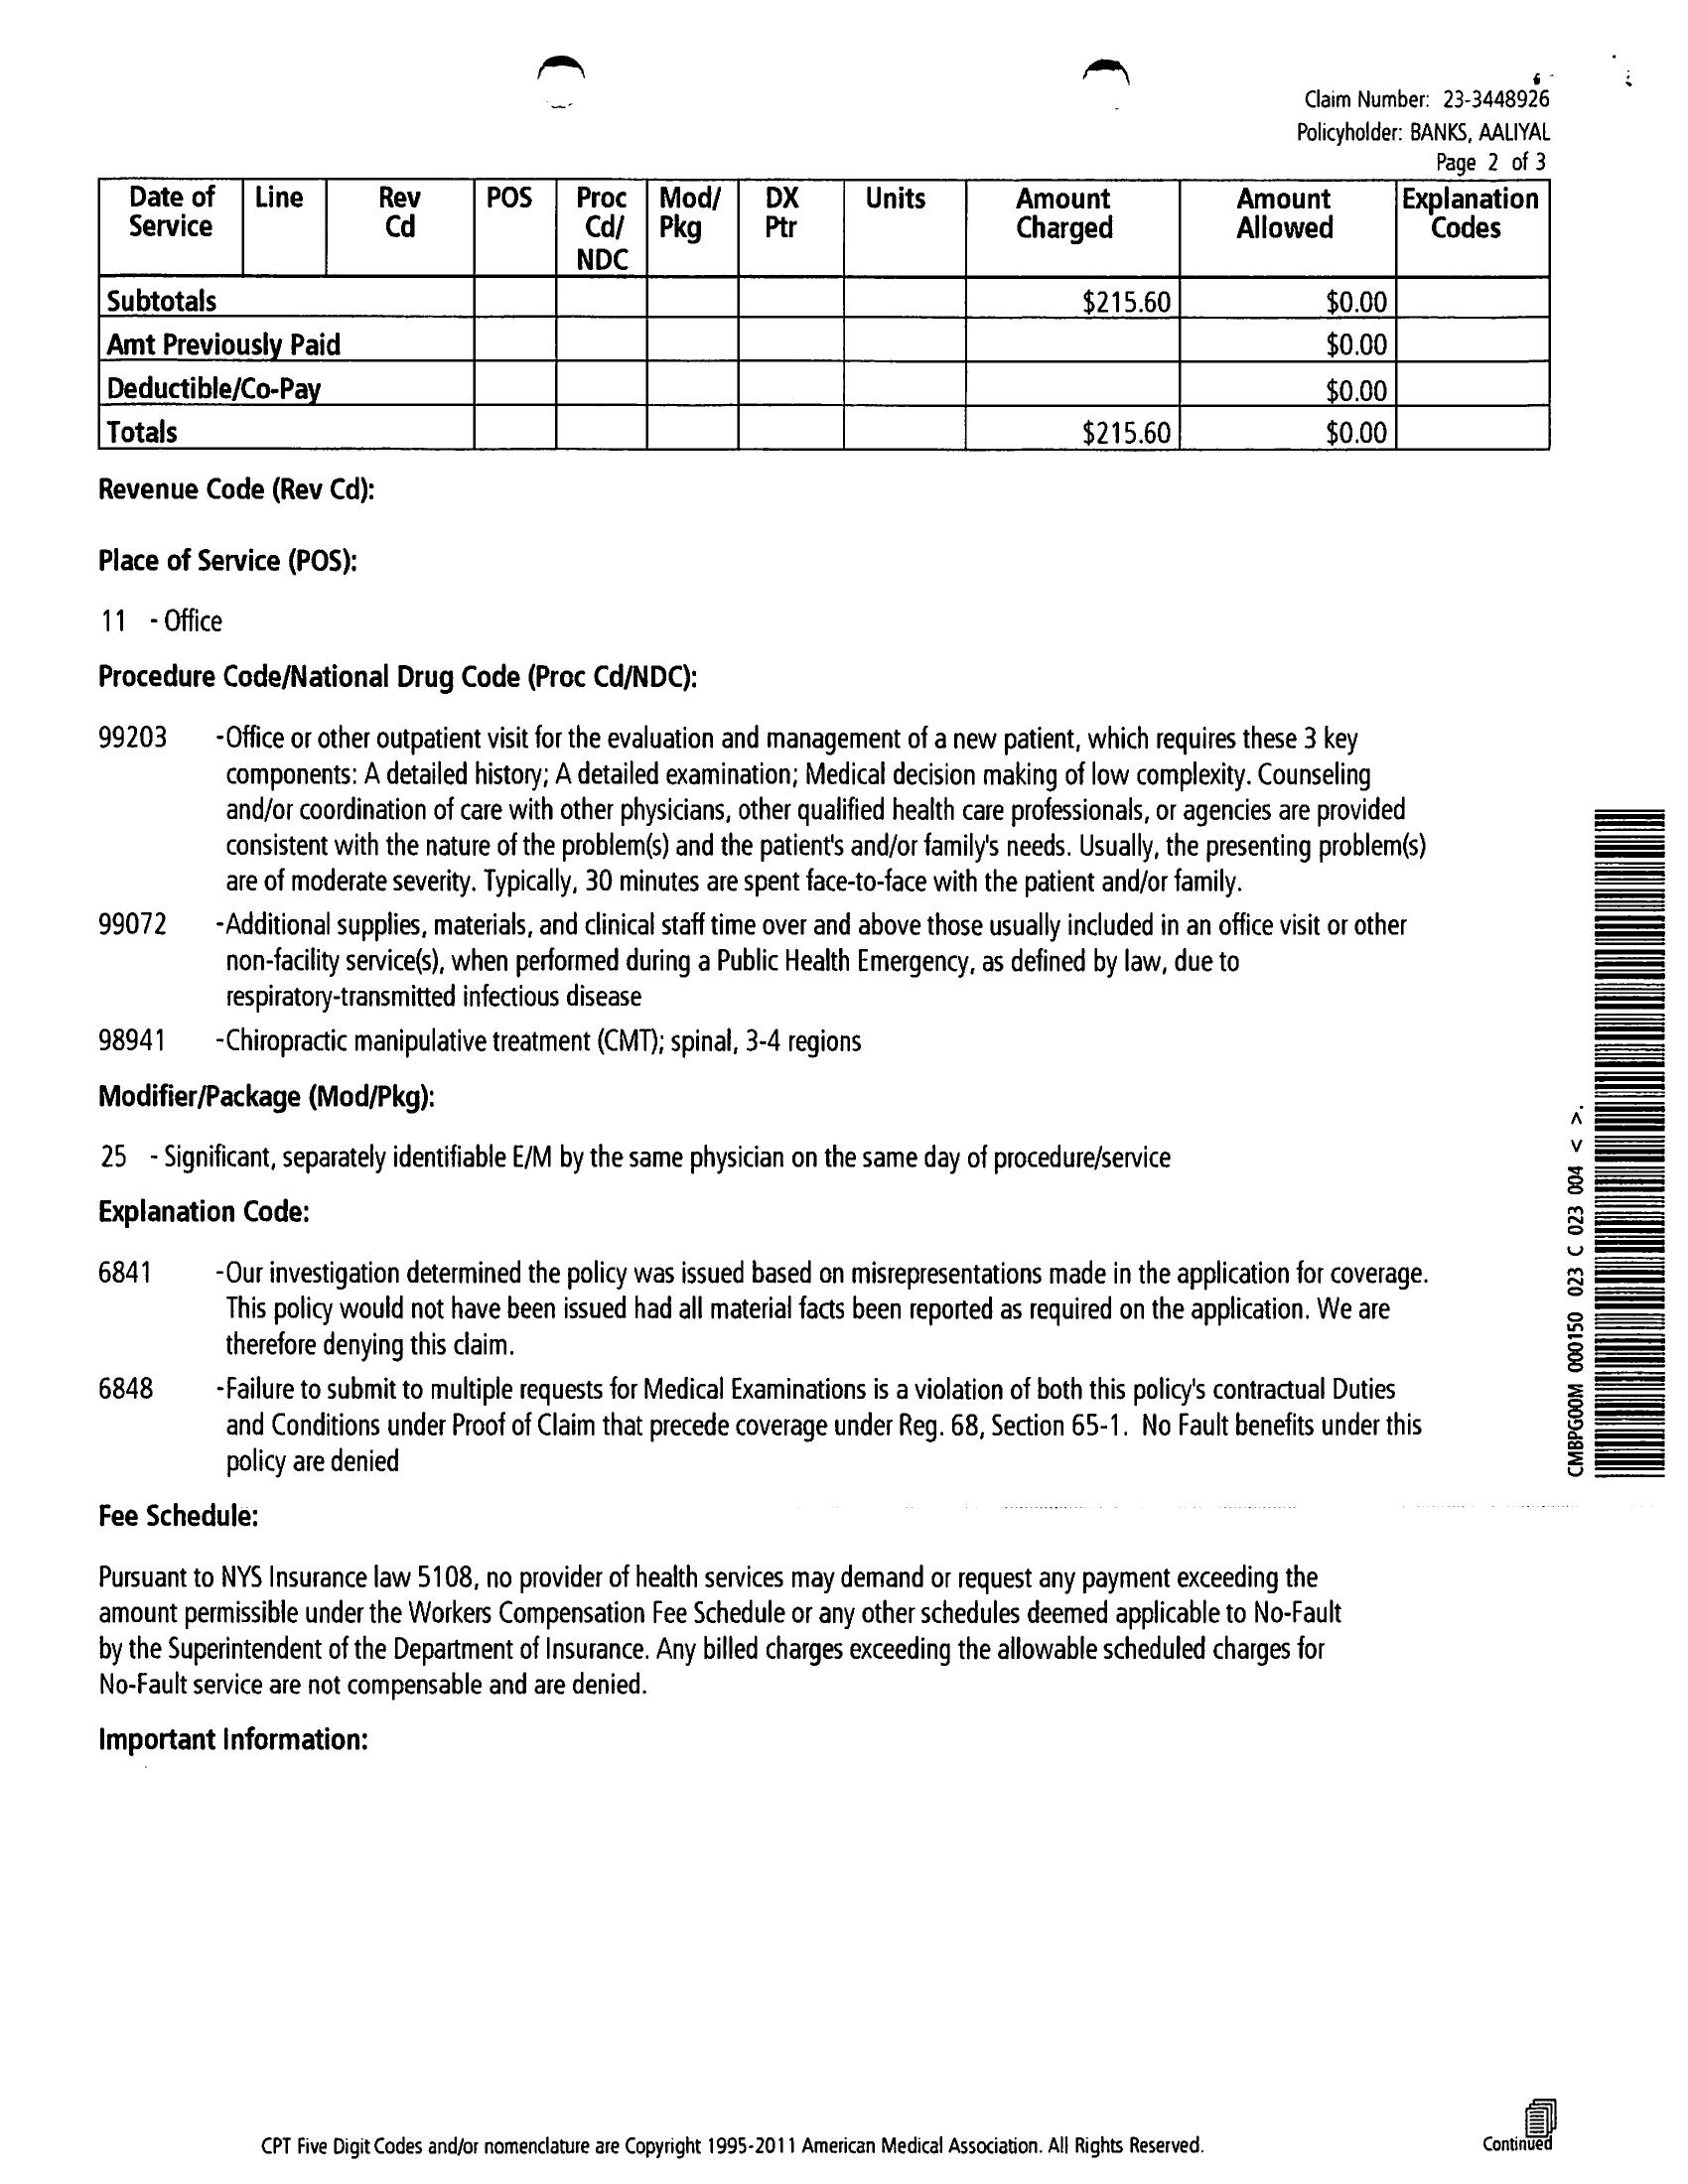 Claim Number: 23-3448926
Policyholder: BANKS, AALIYAL
Page 2 of 3
Date of Service Line Rev Cd POS Proc Cd/ NDC Mod/ Pkg DX Ptr Units Amount Charged Amount Allowed Explanation Codes
Subtotals $215.60 $0.00
Amt Previously Paid $0.00
Deductible/Co-Pay $0.00
Totals $215.60 $0.00
Revenue Code (Rev Cd):
Place of Service (POS):
11 - Office
Procedure Code/National Drug Code (Proc Cd/NDC):
99203 -Office or other outpatient visit for the evaluation and management of a new patient, which requires these 3 key
components: A detailed history; A detailed examination; Medical decision making of low complexity. Counseling
and/or coordination of care with other physicians, other qualified health care professionals, or agencies are provided
consistent with the nature of the problem(s) and the patient's and/or family's needs. Usually, the presenting problem(s)
are of moderate severity. Typically, 30 minutes are spent face-to-face with the patient and/or family.
99072 -Additional supplies, materials, and clinical staff time over and above those usually included in an office visit or other
non-facility service(s), when performed during a Public Health Emergency, as defined by law, due to
respiratory-transmitted infectious disease
98941 -Chiropractic manipulative treatment (CMT); spinal, 3-4 regions
Modifier/Package (Mod/Pkg):
25 - Significant, separately identifiable E/M by the same physician on the same day of procedure/service
Explanation Code:
6841 -Our investigation determined the policy was issued based on misrepresentations made in the application for coverage.
This policy would not have been issued had all material facts been reported as required on the application. We are
therefore denying this claim.
6848 -Failure to submit to multiple requests for Medical Examinations is a violation of both this policy's contractual Duties
and Conditions under Proof of Claim that precede coverage under Reg. 68, Section 65-1. No Fault benefits under this
policy are denied
Fee Schedule:
Pursuant to NYS Insurance law 5108, no provider of health services may demand or request any payment exceeding the
amount permissible under the Workers Compensation Fee Schedule or any other schedules deemed applicable to No-Fault
by the Superintendent of the Department of Insurance. Any billed charges exceeding the allowable scheduled charges for
No-Fault service are not compensable and are denied.
Important Information:
CMBPG00M 000150 023 C 023 004 < >.
CPT Five Digit Codes and/or nomenclature are Copyright 1995-2011 American Medical Association. All Rights Reserved.
Continued